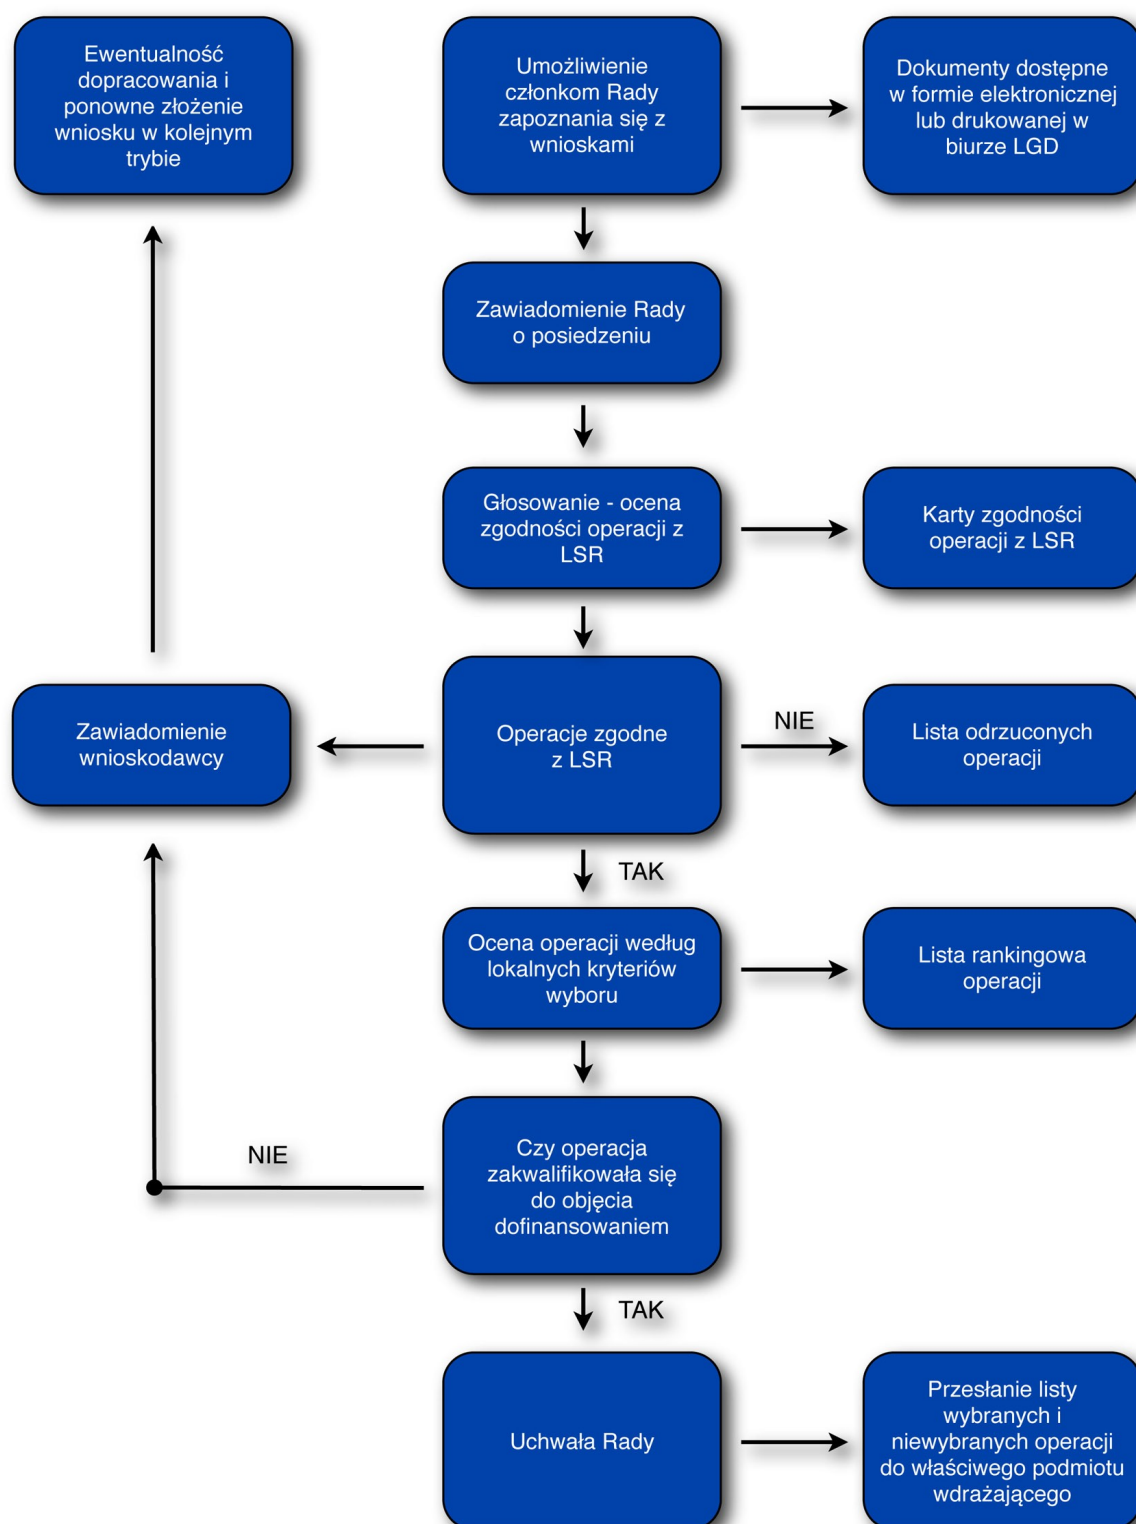 Ewentualność
dopracowania i
ponowne złożenie
wniosku w kolejnym
trybie
Umożliwienie
członkom Rady
zapoznania się z
wnioskami
Dokumenty dostępne
w formie elektronicznej
lub drukowanej w
biurze LGD
Zawiadomienie Rady
o posiedzeniu
Głosowanie - ocena
zgodności operacji z
LSR
Karty zgodności
operacji z LSR
Zawiadomienie
wnioskodawcy
Operacje zgodne
z LSR
NIE
Lista odrzuconych
operacji
TAK
Ocena operacji według
lokalnych kryteriów
wyboru
Lista rankingowa
operacji
NIE
Czy operacja
zakwalifikowała się
do objęcia
dofinansowaniem
TAK
Uchwała Rady
Przesłanie listy
wybranych i
niewybranych operacji
do właściwego podmiotu
wdrażającego